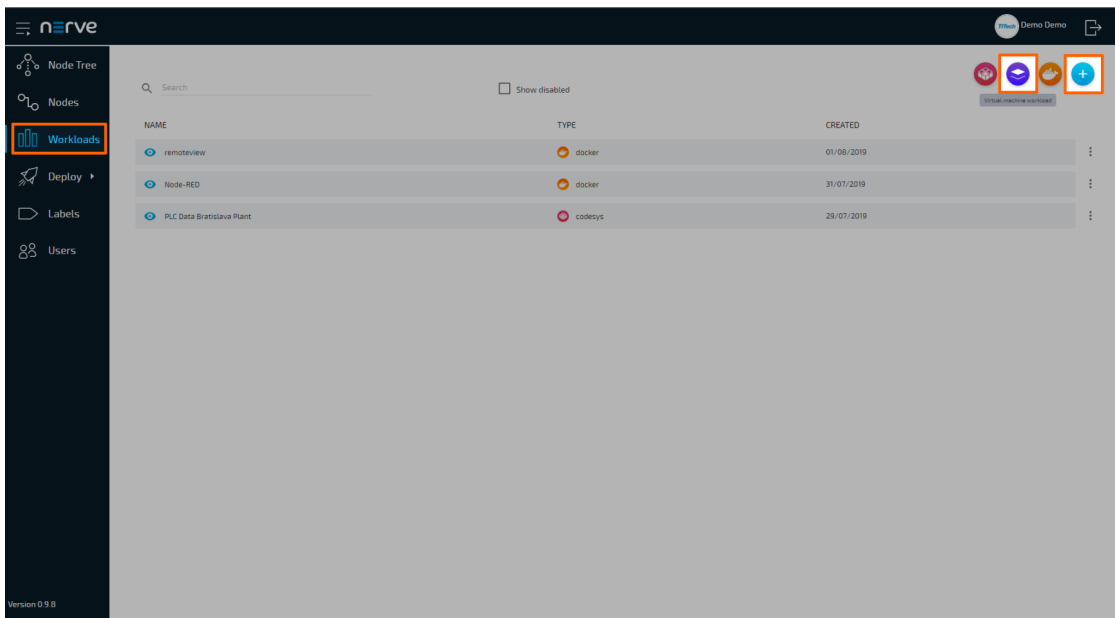 nerve
TTTech
Demo Demo
Node Tree
Nodes
Workloads
Deploy
Labels
Users
Search
Show disabled
Virtual machine workload
NAME TYPE CREATED
remoteview docker 01/08/2019
Node-RED docker 31/07/2019
PLC Data Bratislava Plant codesys 29/07/2019
Version 0.9.8